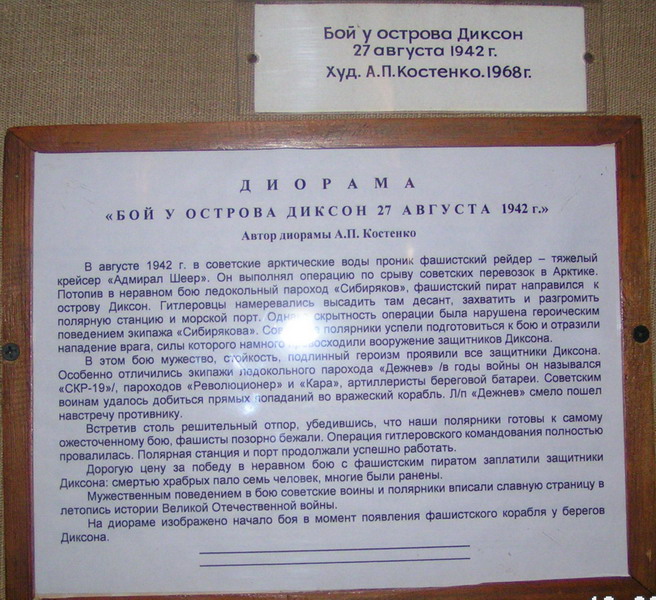 Бой у острова Диксон
27 августа 1942 г.
Худ. А.П.Костенко.1968г.
ДИОРАМА
«БОЙ У ОСТРОВА ДИКСОН 27 АВГУСТА 1942 г.»
Автор диорамы А.П. Костенко
В августе 1942 г. в советские арктические воды проник фашистский рейдер – тяжелый
крейсер «Адмирал Шеер». Он выполнял операцию по срыву советских перевозок в Арктике.
Потопив в неравном бою ледокольный пароход «Сибиряков», фашистский пират направился к
острову Диксон. Гитлеровцы намеревались высадить там десант, захватить и разгромить
полярную станцию и морской порт. скрытность операции была нарушена героическим
поведением экипажа «Сибирякова». полярники успели подготовиться к бою и отразили
нападение врага, силы которого намного превосходили вооружение защитников Диксона.
В этом бою мужество, стойкость, подлинный героизм проявили все защитники Диксона.
Особенно отличились экипажи ледокольного парохода «Дежнев» /в годы войны он назывался
«СКР-19»/, пароходов «Революционер» и «Кара», артиллеристы береговой батареи. Советским
воинам удалось добиться прямых попаданий во вражеский корабль. Л/п «Дежнев» смело пошел
навстречу противнику.
Встретив столь решительный отпор, убедившись, что наши полярники готовы к самому
ожесточенному бою, фашисты позорно бежали. Операция гитлеровского командования полностью
провалилась. Полярная станция и порт продолжали успешно работать.
Дорогую цену за победу в неравном бою с фашистским пиратом заплатили защитники
Диксона: смертью храбрых пало семь человек, многие были ранены.
Мужественным поведением в бою советские воины и полярники вписали славную страницу в
летопись истории Великой Отечественной войны.
На диораме изображено начало боя в момент появления фашистского корабля у берегов
Диксона.